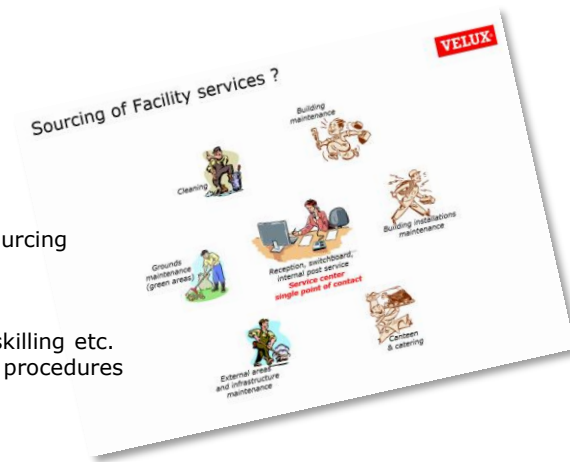 VELUX
Sourcing of Facility services ?
Building
maintenance
Cleaning
Building installations
maintenance
Reception, switchboard,
internal post service
Service center
single point of contact
Grounds
maintenance
(green areas)
Canteen
& catering
External areas
and infrastructure
maintenance
ourcing
skilling etc.
procedures